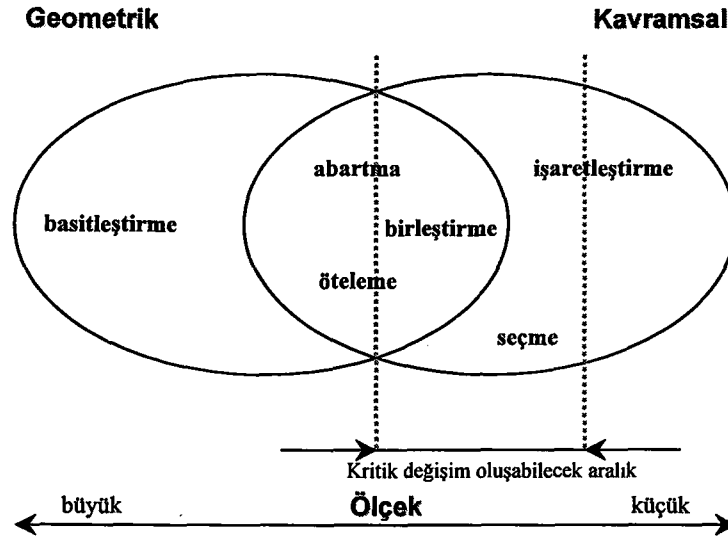 Geometrik Kavramsal
abartma işaretleştirme
basitleştirme birleştirme
öteleme
seçme
Kritik değişim oluşabilecek aralık
büyük Ölçek küçük